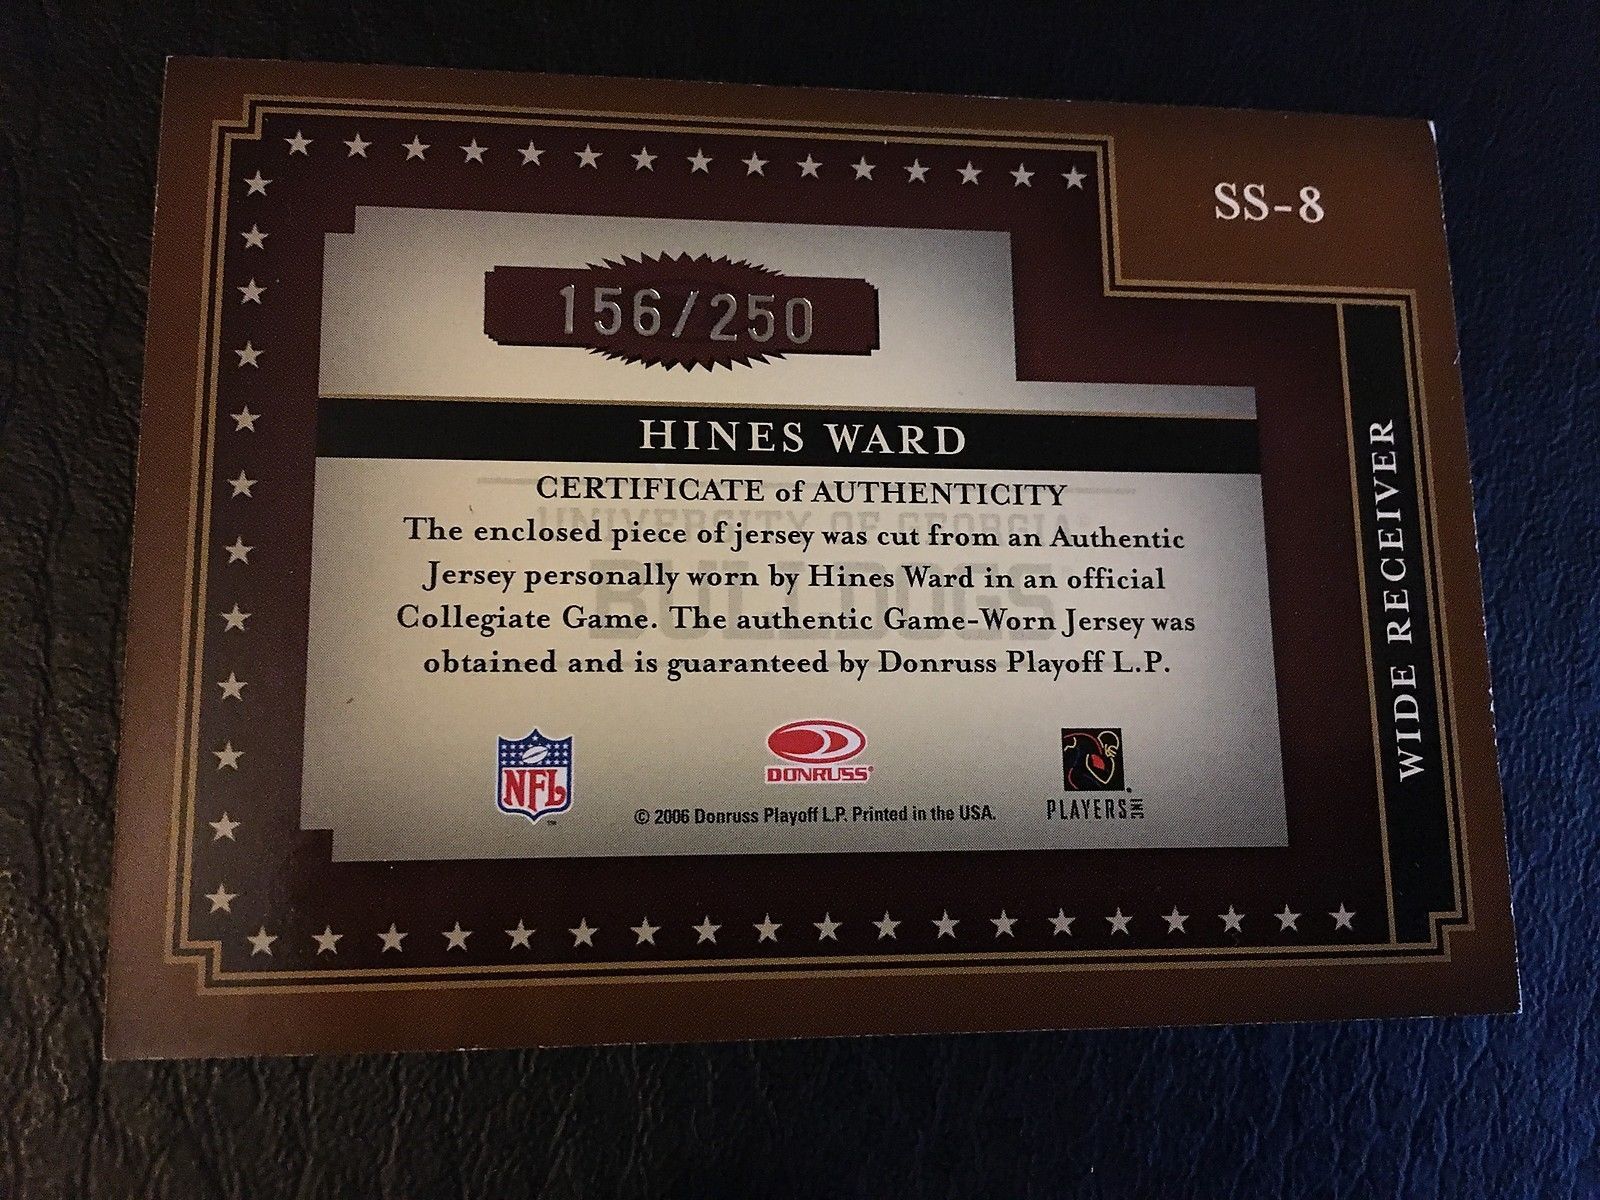 SS-8
156/250
HINES WARD
CERTIFICATE of AUTHENTICITY
UNIVERSITY OF GEORGIA
BULLDOGS
The enclosed piece of jersey was cut from an Authentic
Jersey personally worn by Hines Ward in an official
Collegiate Game. The authentic Game-Worn Jersey was
obtained and is guaranteed by Donruss Playoff L.P.
WIDE RECEIVER
NFL
DONRUSS
PLAYERS INC
© 2006 Donruss Playoff L.P. Printed in the USA.